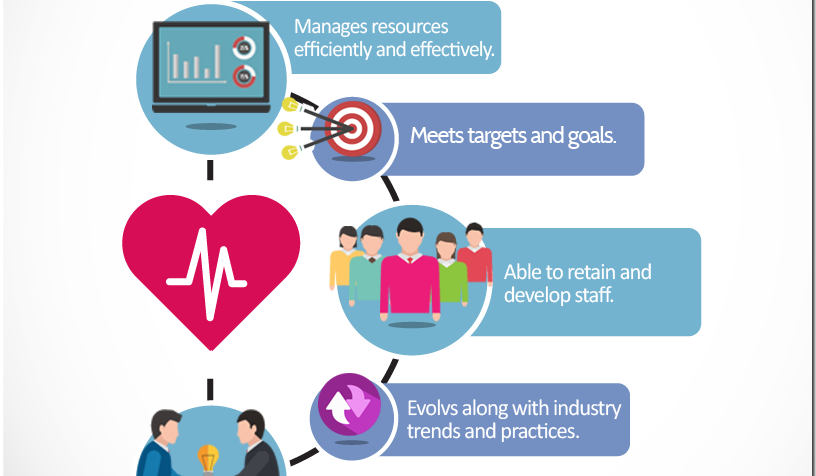 Manages resources
efficiently and effectively.
Meets targets and goals.
Able to retain and
develop staff.
Evolvs along with industry
trends and practices.